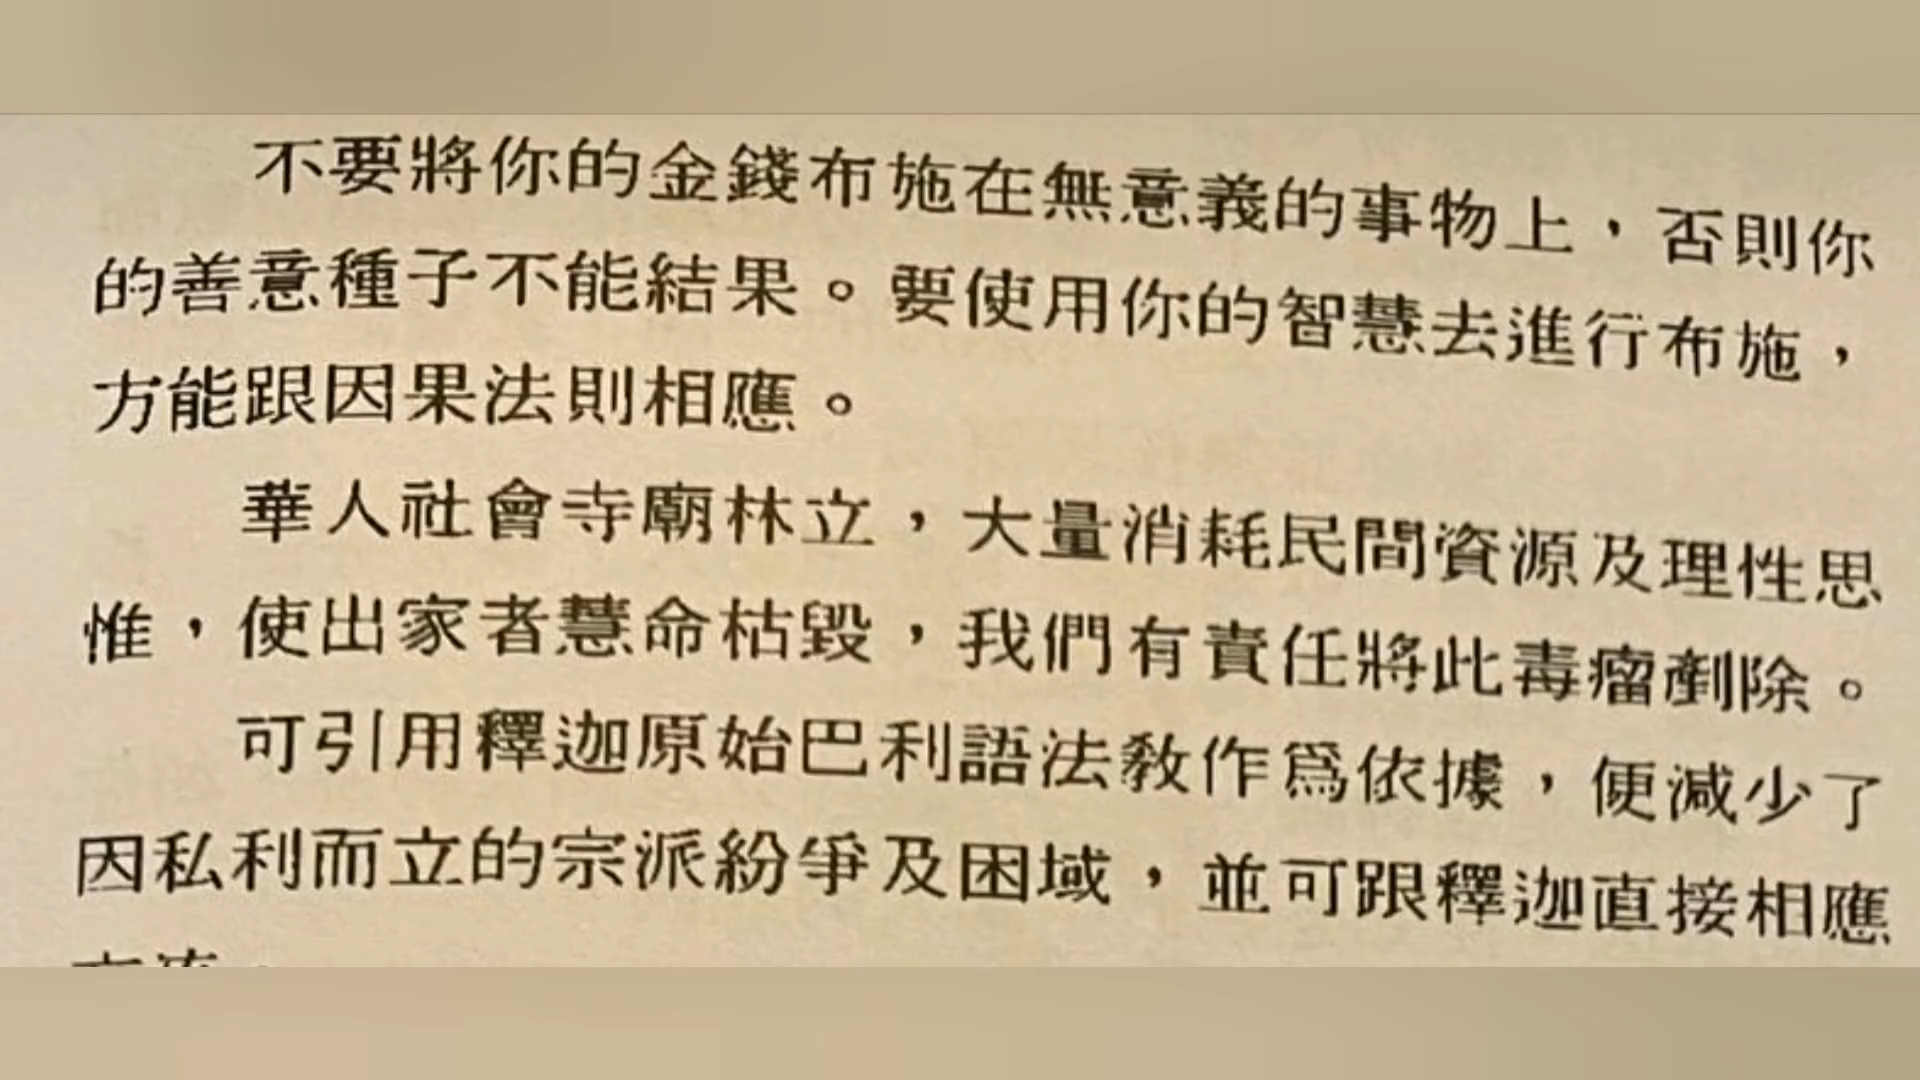 不要將你的金錢布施在無意義的事物上，否則你
的善意種子不能結果。要使用你的智慧去進行布施，
方能跟因果法則相應。
華人社會寺廟林立，大量消耗民間資源及理性思
惟，使出家者慧命枯毀，我們有責任將此毒瘤剷除。
可引用釋迦原始巴利語法教作爲依據，便減少了
因私利而立的宗派紛爭及困域，並可跟釋迦直接相應